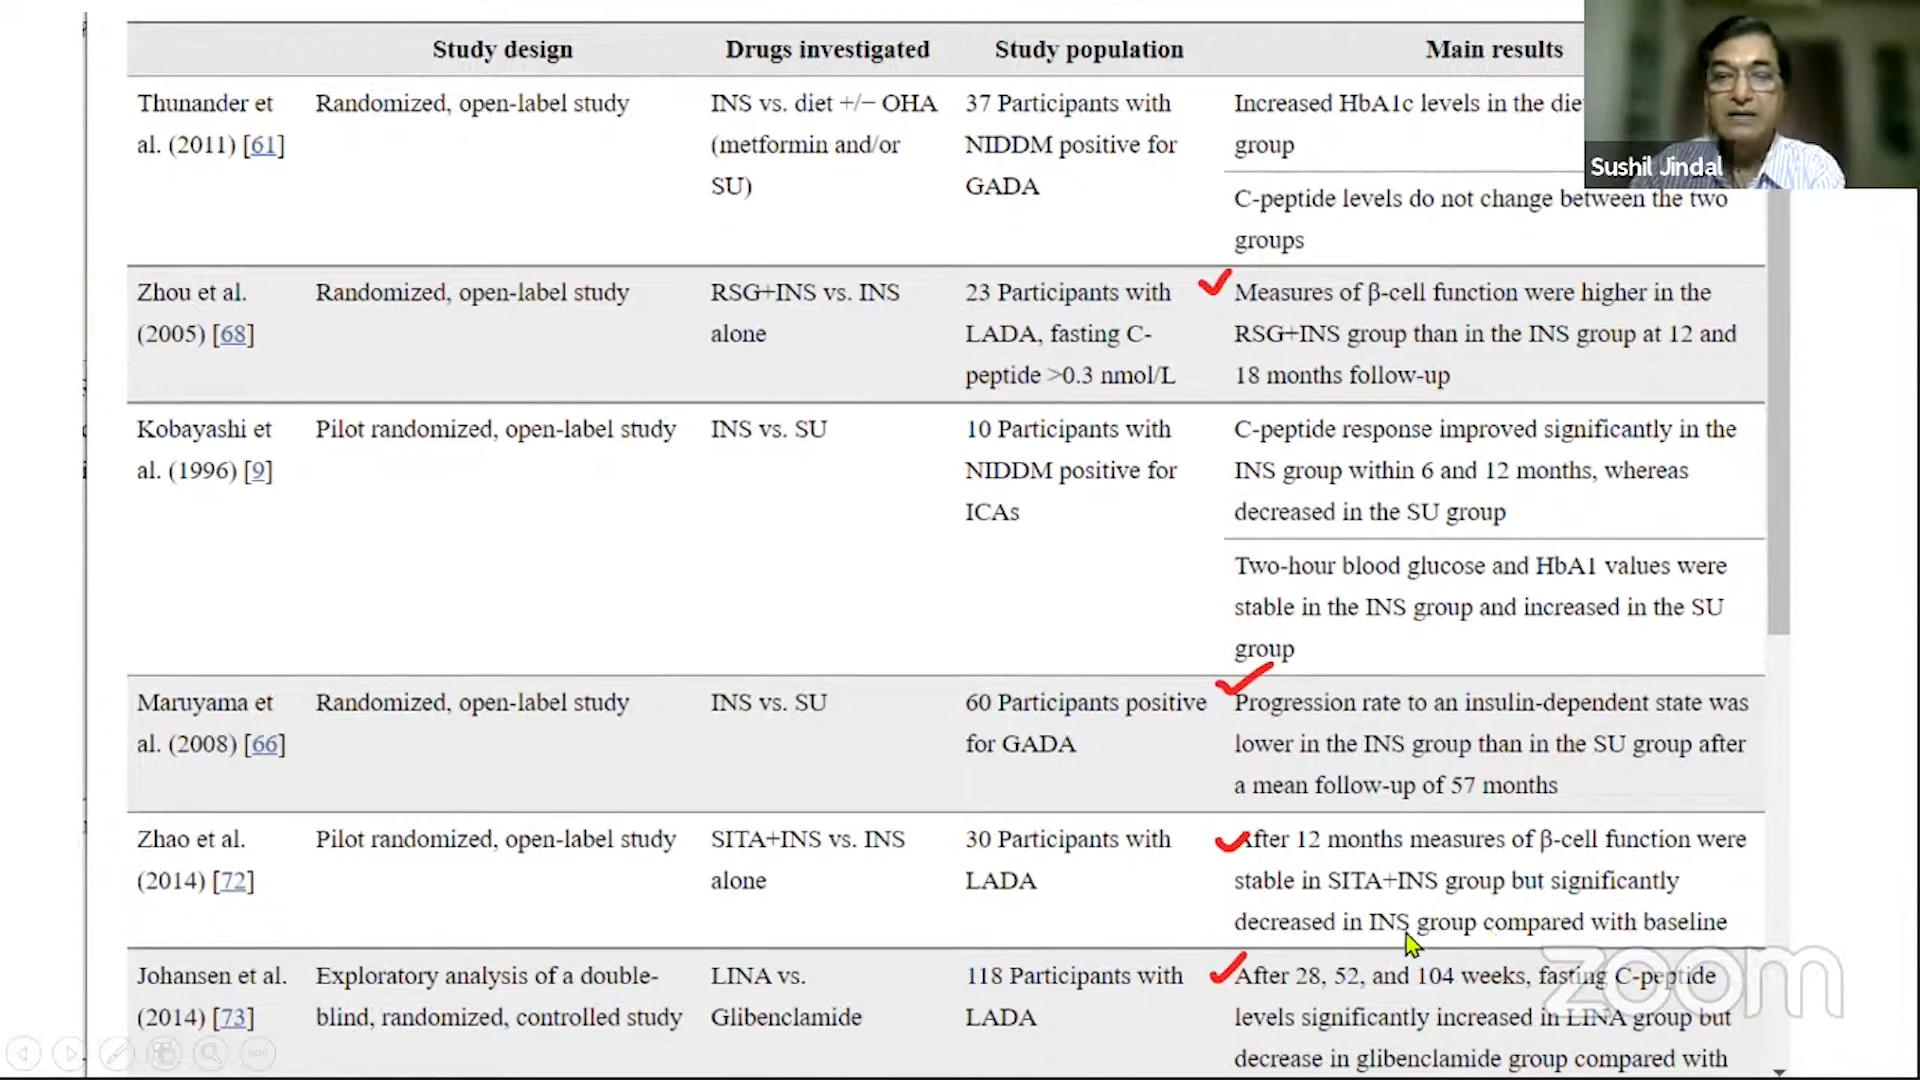 Study design Drugs investigated Study population Main results
Thunander et
al. (2011) [61]
Randomized, open-label study
INS vs. diet +/− OHA
(metformin and/or
SU)
37 Participants with
NIDDM positive for
GADA
Increased HbA1c levels in the
group
C-peptide levels do not change between the two
groups
Zhou et al.
(2005) [68]
Randomized, open-label study
RSG+INS vs. INS
alone
23 Participants with
LADA, fasting C-
peptide >0.3 nmol/L
Measures of β-cell function were higher in the
RSG+INS group than in the INS group at 12 and
18 months follow-up
Kobayashi et
al. (1996) [9]
Pilot randomized, open-label study
INS vs. SU
10 Participants with
NIDDM positive for
ICAs
C-peptide response improved significantly in the
INS group within 6 and 12 months, whereas
decreased in the SU group
Two-hour blood glucose and HbA1 values were
stable in the INS group and increased in the SU
group
Maruyama et
al. (2008) [66]
Randomized, open-label study
INS vs. SU
60 Participants positive
for GADA
Progression rate to an insulin-dependent state was
lower in the INS group than in the SU group after
a mean follow-up of 57 months
Zhao et al.
(2014) [72]
Pilot randomized, open-label study
SITA+INS vs. INS
alone
30 Participants with
LADA
After 12 months measures of β-cell function were
stable in SITA+INS group but significantly
decreased in INS group compared with baseline
Johansen et al.
(2014) [73]
Exploratory analysis of a double-
blind, randomized, controlled study
LINA vs.
Glibenclamide
118 Participants with
LADA
After 28, 52, and 104 weeks, fasting C-peptide
levels significantly increased in LINA group but
decrease in glibenclamide group compared with
Sushil Jindal
zoom